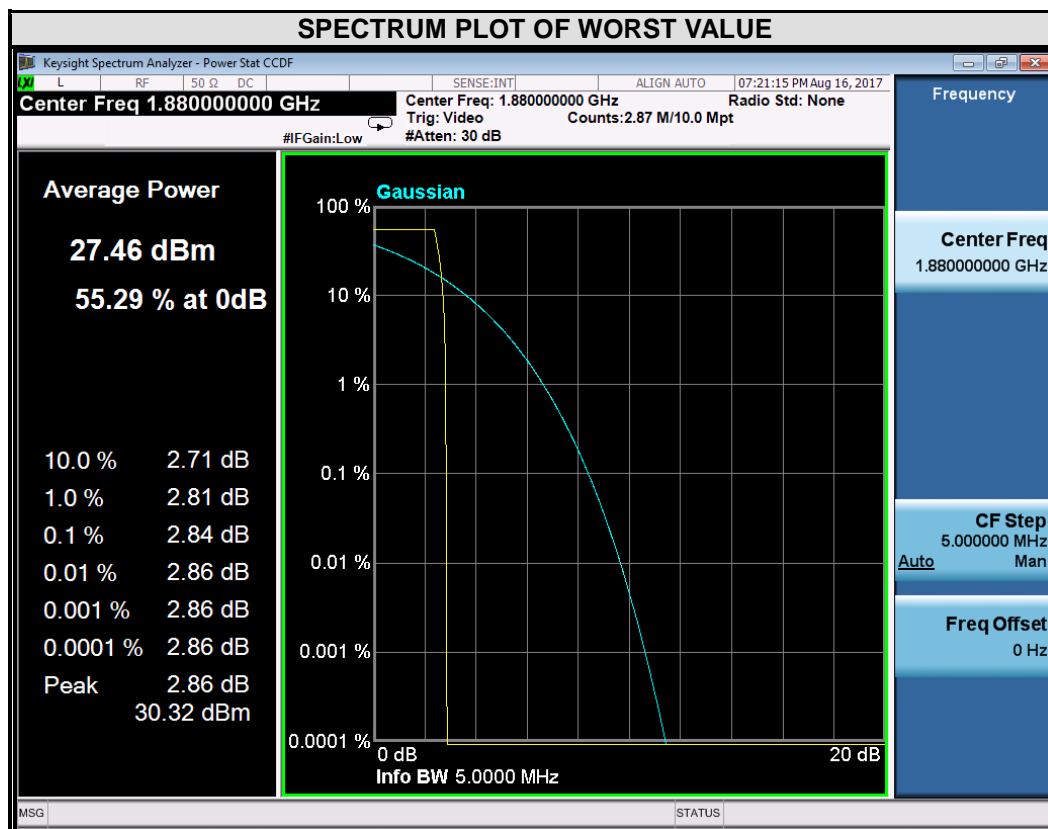 SPECTRUM PLOT OF WORST VALUE
Keysight Spectrum Analyzer - Power Stat CCDF
LXI L RF 50 Ω DC SENSE:INT ALIGN AUTO 07:21:15 PM Aug 16, 2017
Center Freq 1.880000000 GHz
Center Freq: 1.880000000 GHz Radio Std: None
Trig: Video Counts:2.87 M/10.0 Mpt
#IFGain:Low #Atten: 30 dB
Average Power
27.46 dBm
55.29 % at 0dB
10.0 % 2.71 dB
1.0 % 2.81 dB
0.1 % 2.84 dB
0.01 % 2.86 dB
0.001 % 2.86 dB
0.0001 % 2.86 dB
Peak 2.86 dB
30.32 dBm
Gaussian
100 %
10 %
1 %
0.1 %
0.01 %
0.001 %
0.0001 %
0 dB 20 dB
Info BW 5.0000 MHz
Frequency
Center Freq
1.880000000 GHz
CF Step
5.000000 MHz
Auto Man
Freq Offset
0 Hz
MSG STATUS